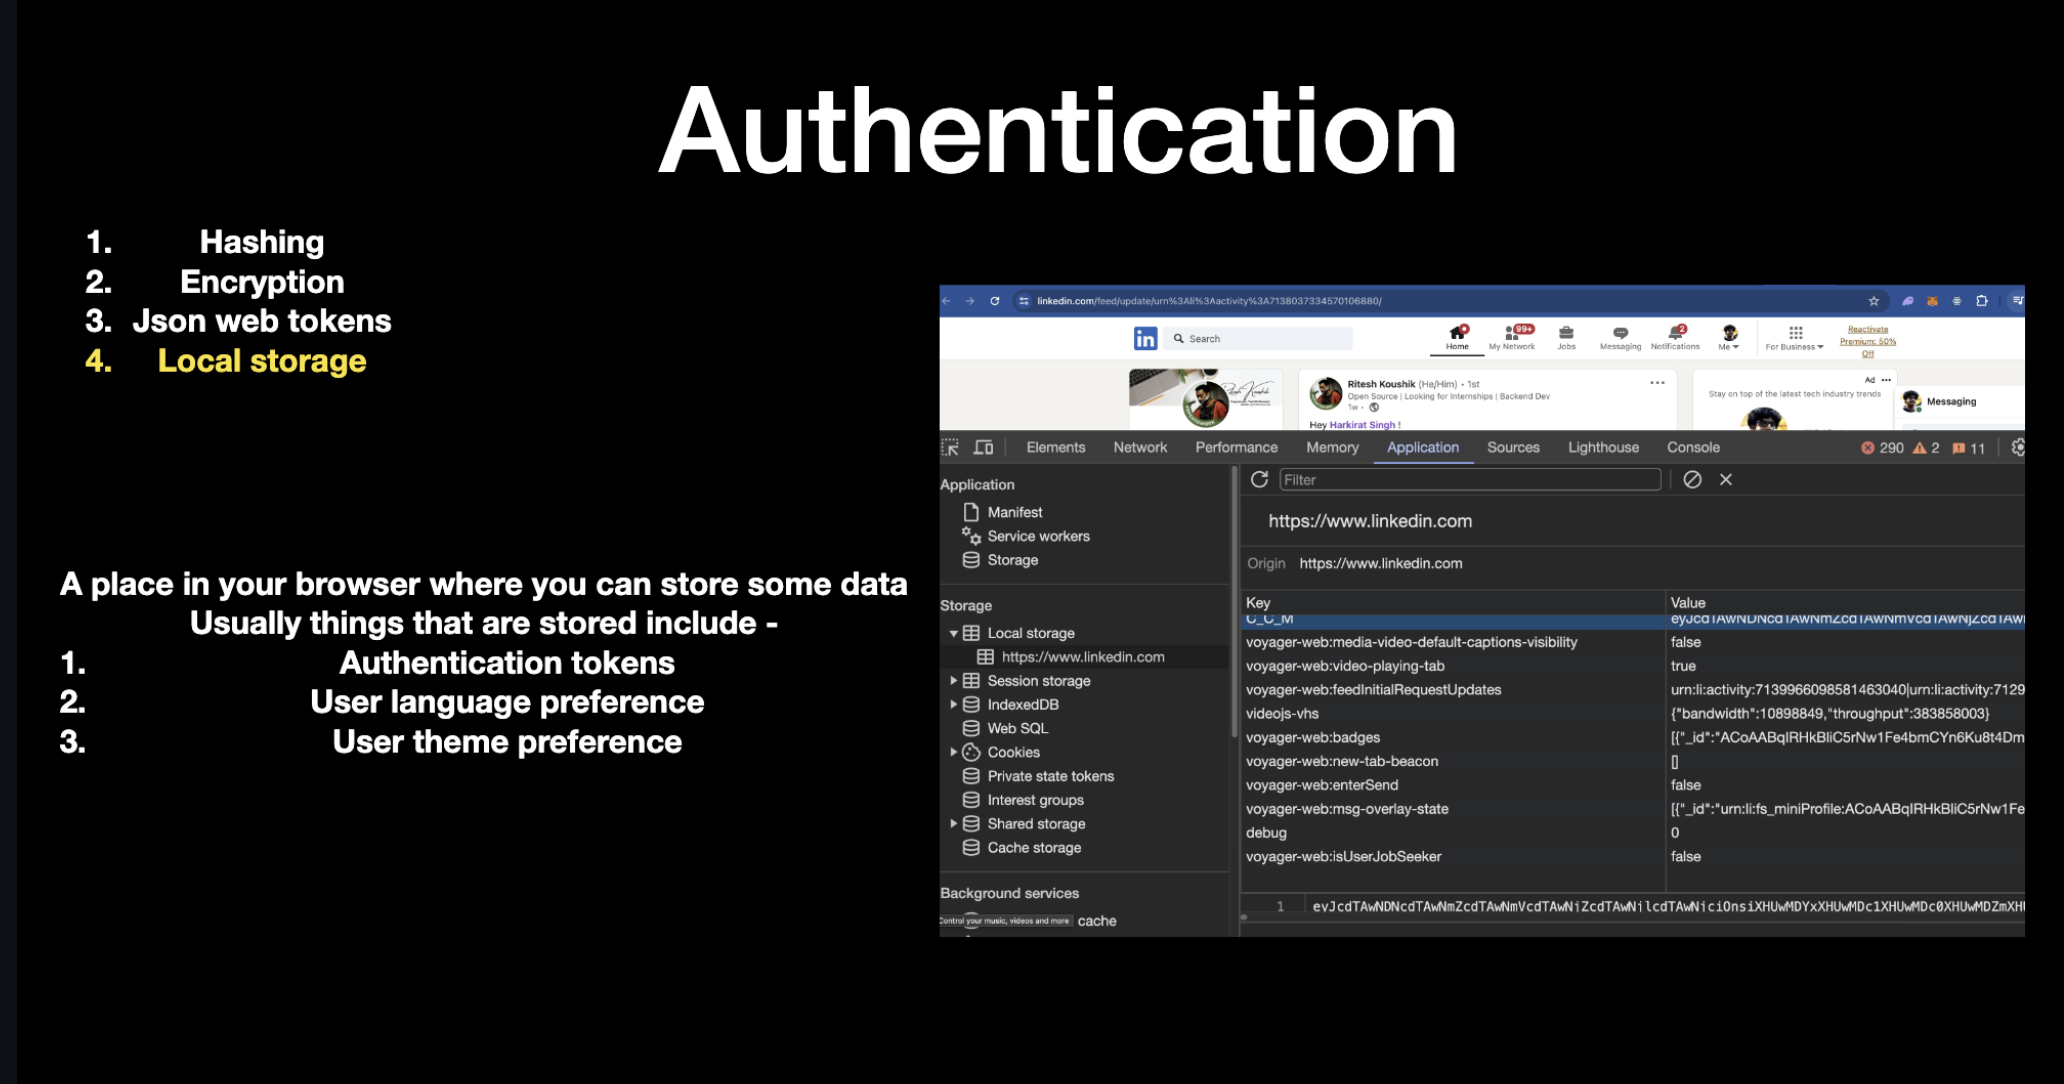 Authentication
1. Hashing
2. Encryption
3. Json web tokens
4. Local storage
A place in your browser where you can store some data
Usually things that are stored include -
1. Authentication tokens
2. User language preference
3. User theme preference
linkedin.com/feed/update/urn%3Ali%3Aactivity%3A7138037334570106880/
in
Search
Home
99+
My Network
Jobs
Messaging
2
Notifications
Me
For Business
Reactivate
Premium: 50%
Off
Ritesh Koushik (He/Him) • 1st
Open Source | Looking for Internships | Backend Dev
1w •
Hey Harkirat Singh !
Ad
Stay on top of the latest tech industry trends
Messaging
Elements Network Performance Memory Application Sources Lighthouse Console 290 2 11
Application
Manifest
Service workers
Storage
Storage
Local storage
https://www.linkedin.com
Session storage
IndexedDB
Web SQL
Cookies
Private state tokens
Interest groups
Shared storage
Cache storage
Background services
Control your music, videos and more
cache
Filter
https://www.linkedin.com
Origin https://www.linkedin.com
Key Value
C_C_M
voyager-web:media-video-default-captions-visibility false
voyager-web:video-playing-tab true
voyager-web:feedInitialRequestUpdates urn:li:activity:7139966098581463040|urn:li:activity:7129
videojs-vhs {"bandwidth":10898849,"throughput":383858003}
voyager-web:badges [{"_id":"ACoAABqIRHkBliC5rNw1Fe4bmCYn6Ku8t4Dm
voyager-web:new-tab-beacon []
voyager-web:enterSend false
voyager-web:msg-overlay-state [{"_id":"urn:li:fs_miniProfile:ACoAABqIRHkBliC5rNw1Fe
debug 0
voyager-web:isUserJobSeeker false
1